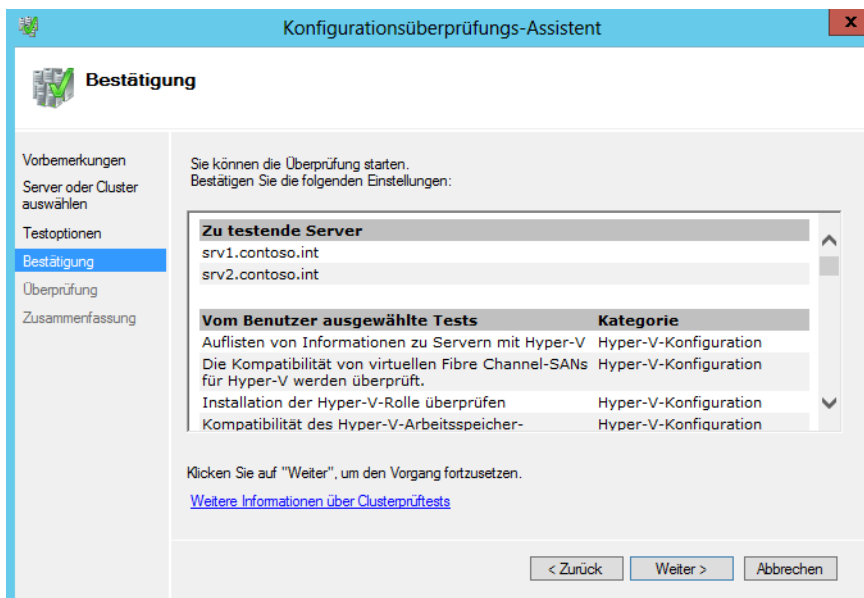 Konfigurationsüberprüfungs-Assistent
x
Bestätigung
Vorbemerkungen
Server oder Cluster
auswählen
Testoptionen
Bestätigung
Überprüfung
Zusammenfassung
Sie können die Überprüfung starten.
Bestätigen Sie die folgenden Einstellungen:
Zu testende Server
srv1.contoso.int
srv2.contoso.int
Vom Benutzer ausgewählte Tests Kategorie
Auflisten von Informationen zu Servern mit Hyper-V Hyper-V-Konfiguration
Die Kompatibilität von virtuellen Fibre Channel-SANs Hyper-V-Konfiguration
für Hyper-V werden überprüft.
Installation der Hyper-V-Rolle überprüfen Hyper-V-Konfiguration
Kompatibilität des Hyper-V-Arbeitsspeicher- Hyper-V-Konfiguration
Klicken Sie auf "Weiter", um den Vorgang fortzusetzen.
Weitere Informationen über Clusterprüftests
< Zurück Weiter > Abbrechen